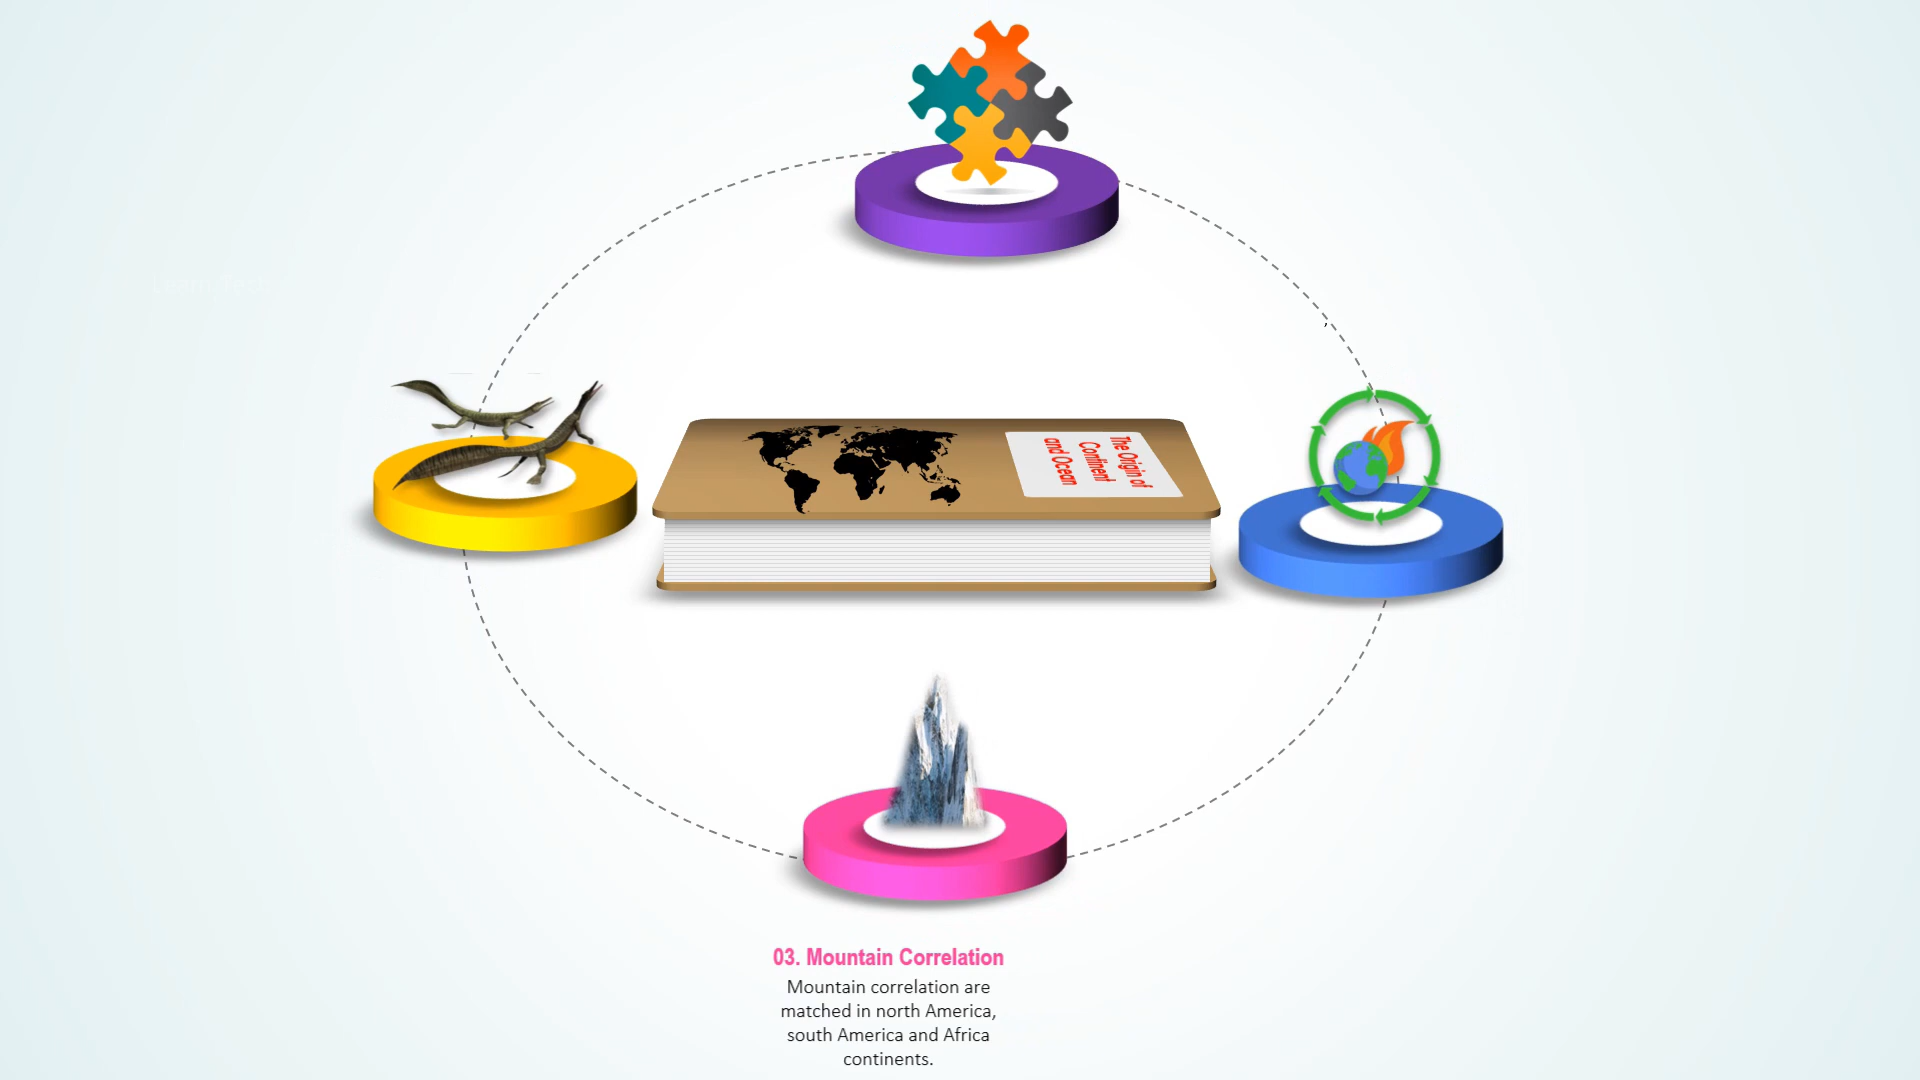 The Origin of
Continent
and Ocean
03. Mountain Correlation
Mountain correlation are
matched in north America,
south America and Africa
continents.